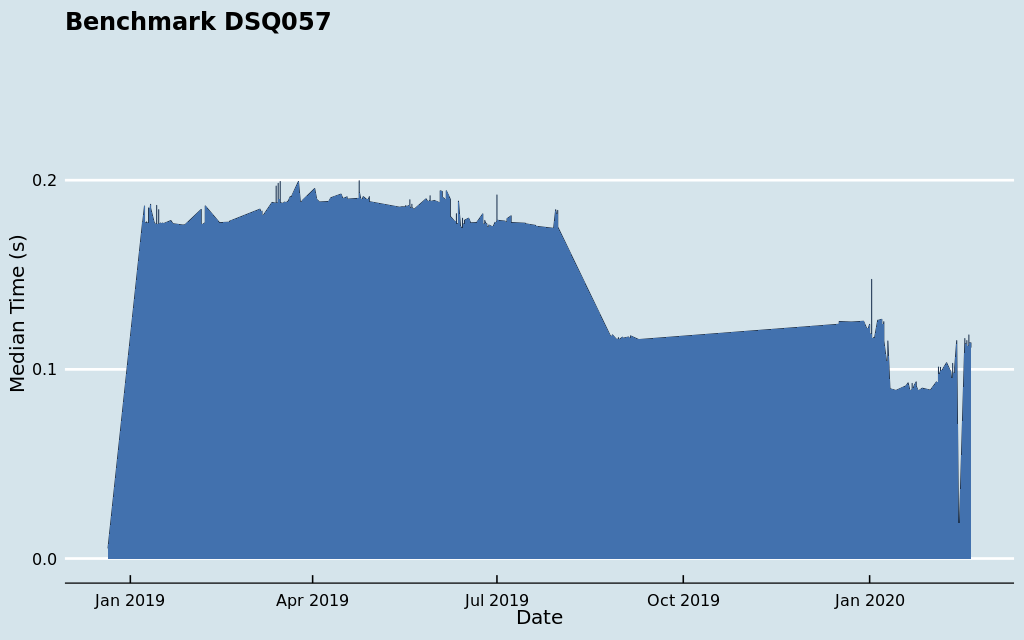 Benchmark DSQ057
Median Time (s)
0.2
0.1
0.0
Jan 2019
Apr 2019
Jul 2019
Oct 2019
Jan 2020
Date